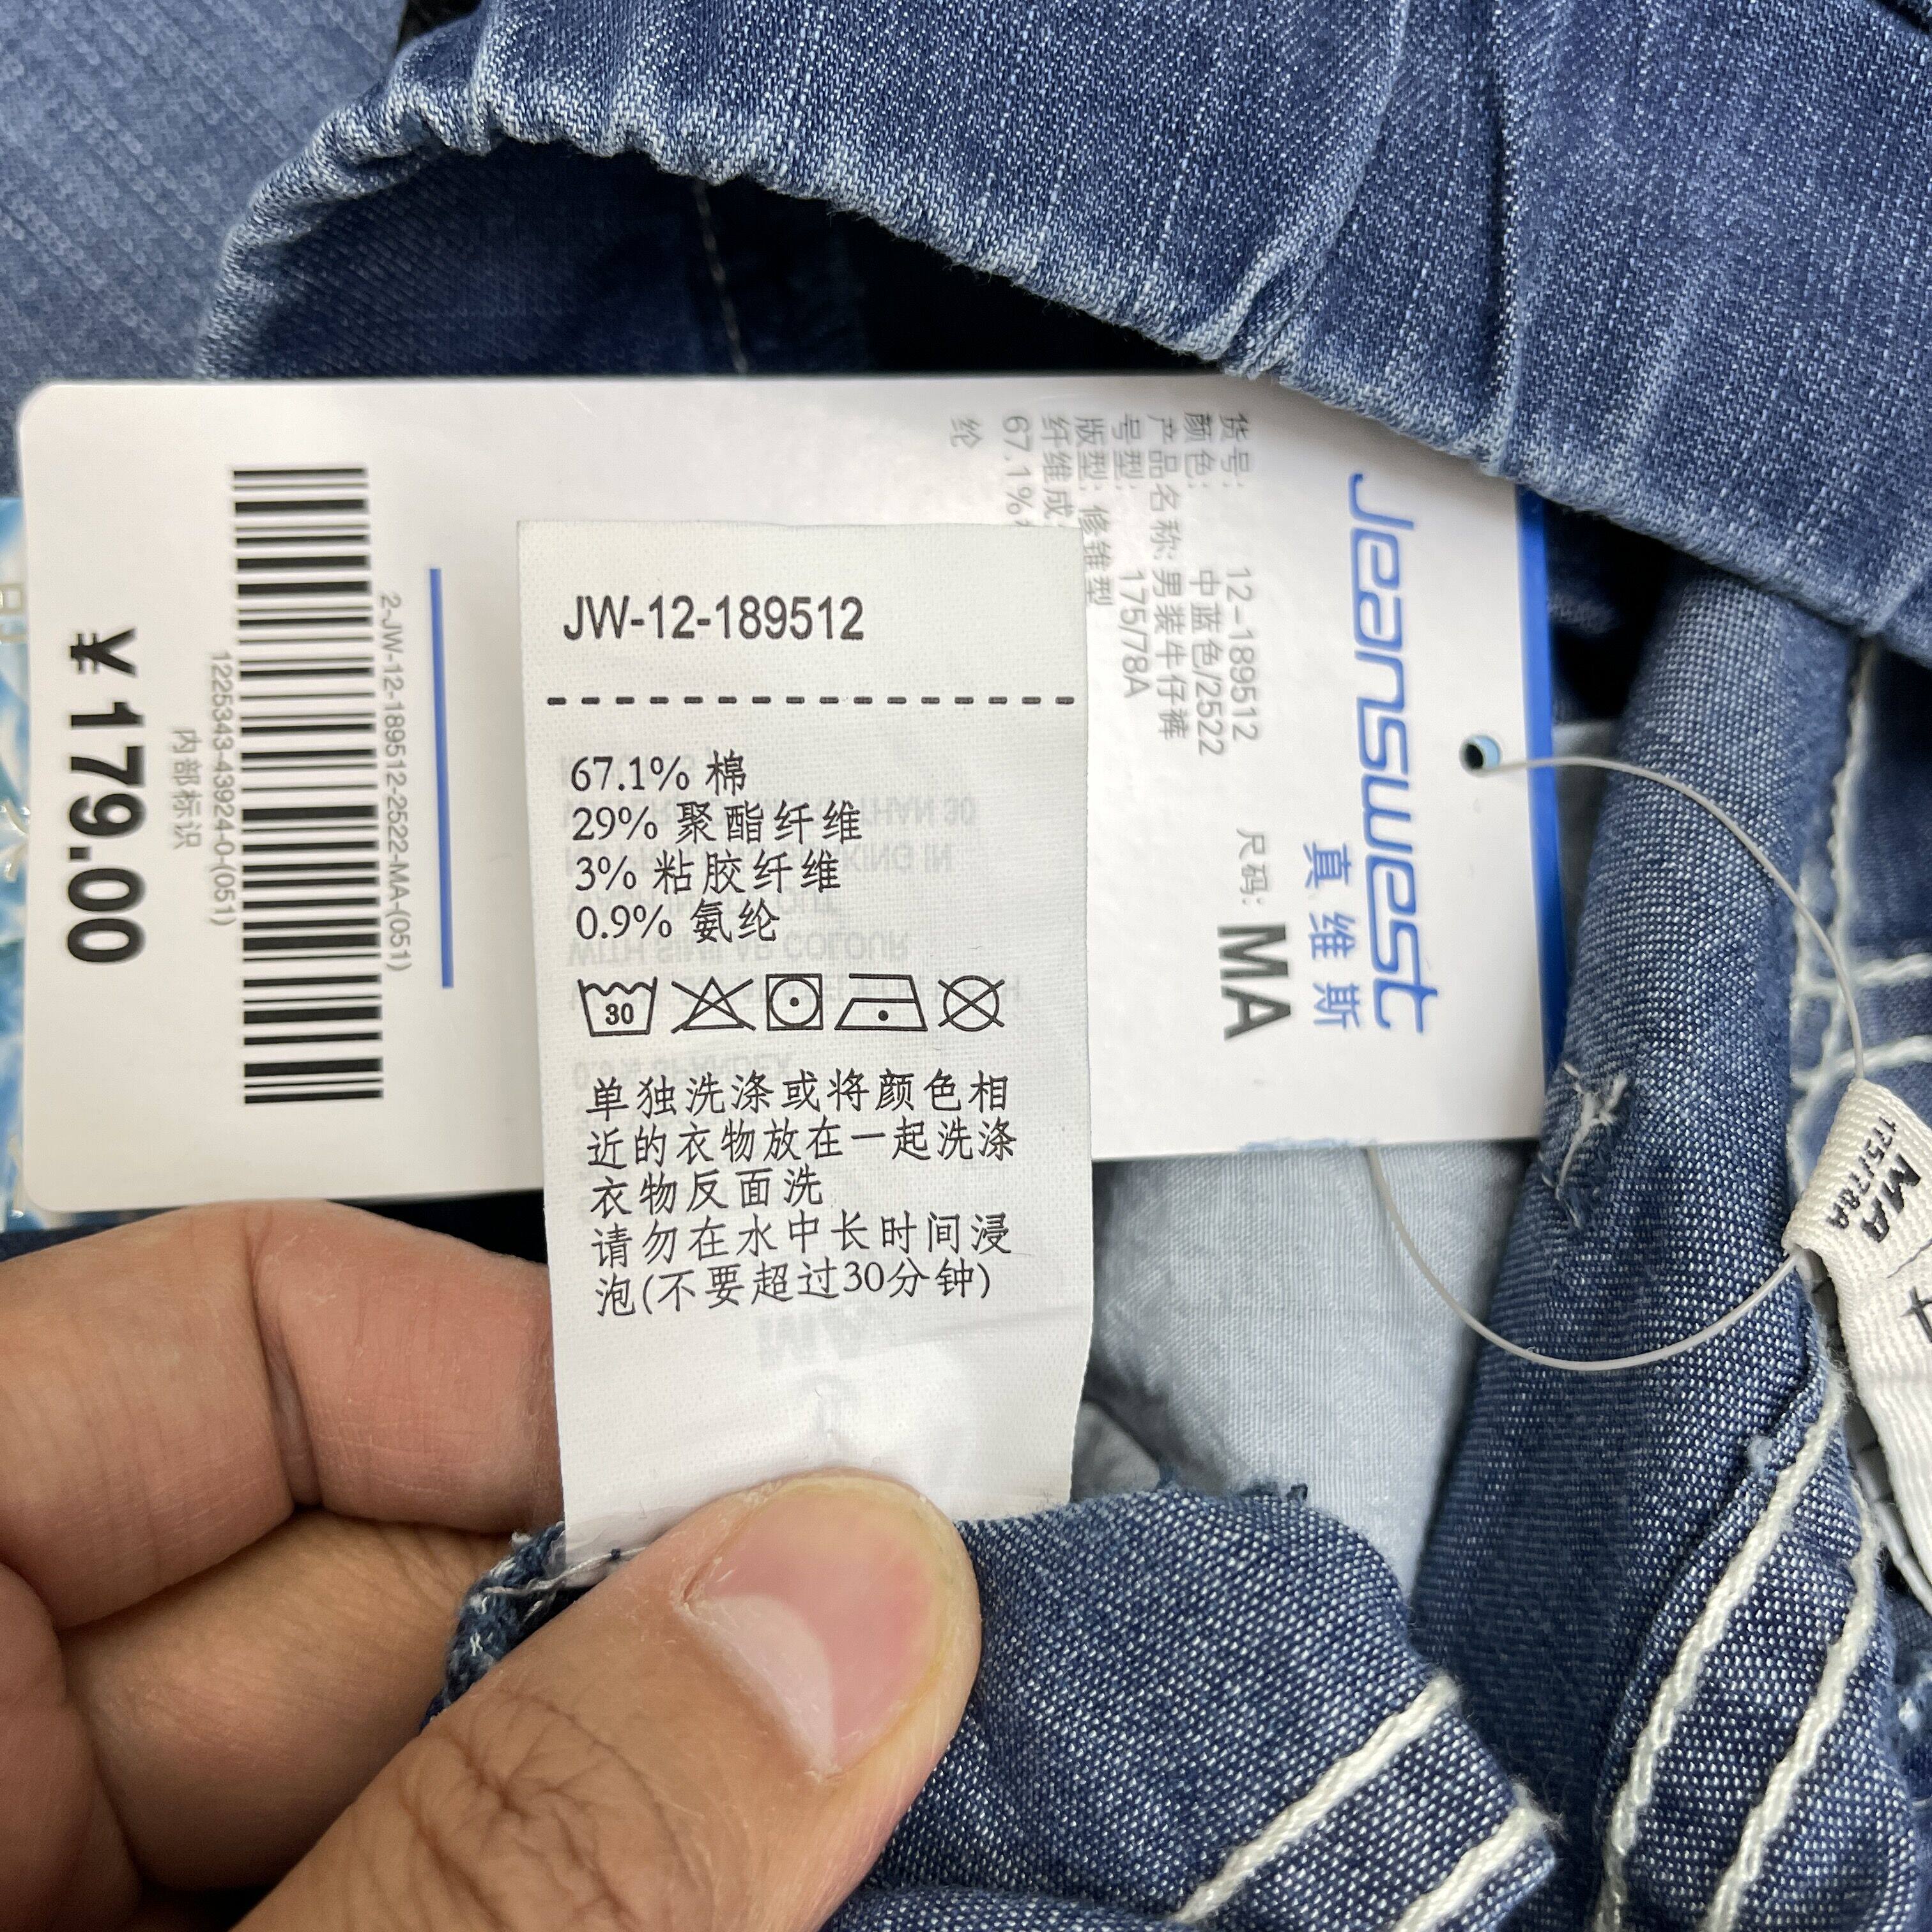 JW-12-189512
67.1% 棉
29% 聚酯纤维
3% 粘胶纤维
0.9% 氨纶
30
单独洗涤或将颜色相
近的衣物放在一起洗涤
衣物反面洗
请勿在水中长时间浸
泡(不要超过30分钟)
Jeanswest
真维斯
货号: 12-189512
颜色: 中蓝色/2522
产品名称: 男装牛仔裤
号型: 175/78A
版型: 修锥型
纤维成
67.1%
纶
尺码: MA
2-JW-12-189512-2522-MA-(051)
1225343-43924-0-(051)
内部标识
¥ 179.00
MA
175/78A